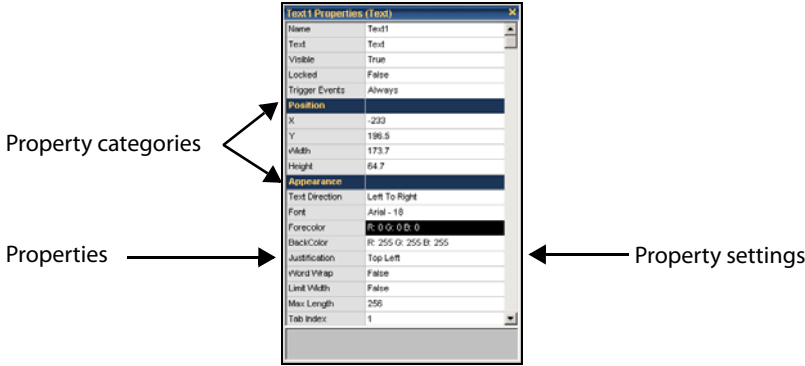 Text1 Properties (Text)
Name Text1
Text Text
Visible True
Locked False
Trigger Events Always
Position
X -233
Y 196.5
Width 173.7
Height 64.7
Appearance
Text Direction Left To Right
Font Arial - 18
Forecolor R: 0 G: 0 B: 0
BackColor R: 255 G: 255 B: 255
Justification Top Left
Word Wrap False
Limit Width False
Max Length 256
Tab Index 1
Property categories
Properties
Property settings